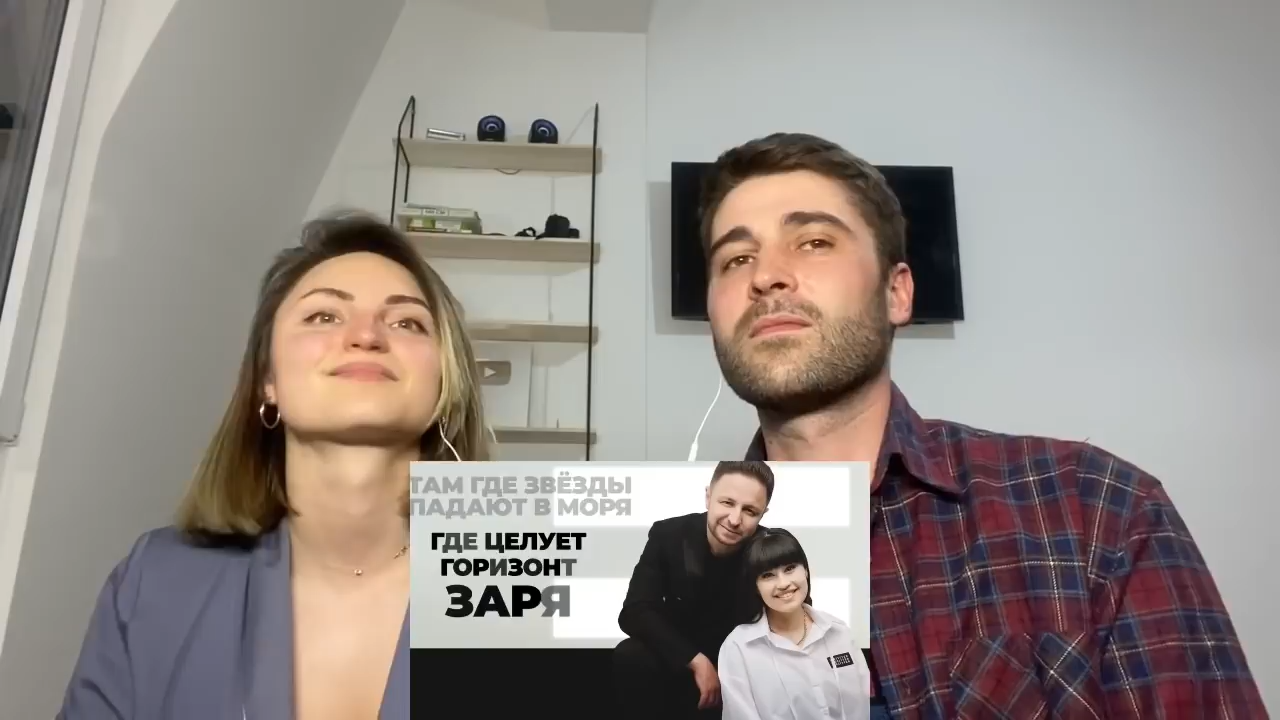 ТАМ ГДЕ ЗВЁЗДЫ
ПАДАЮТ В МОРЯ
ГДЕ ЦЕЛУЕТ
ГОРИЗОНТ
ЗАРЯ